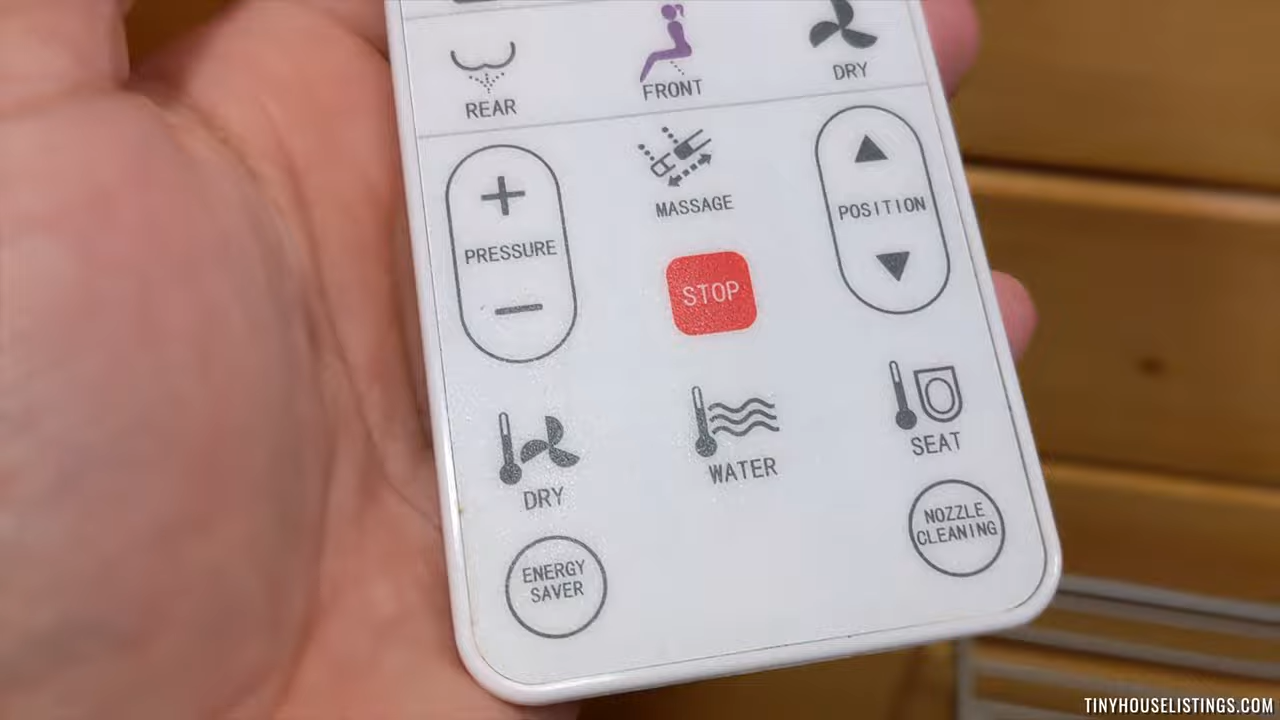 REAR
FRONT
DRY
PRESSURE
MASSAGE
POSITION
STOP
DRY
WATER
SEAT
ENERGY
SAVER
NOZZLE
CLEANING
TINYHOUSELISTINGS.COM